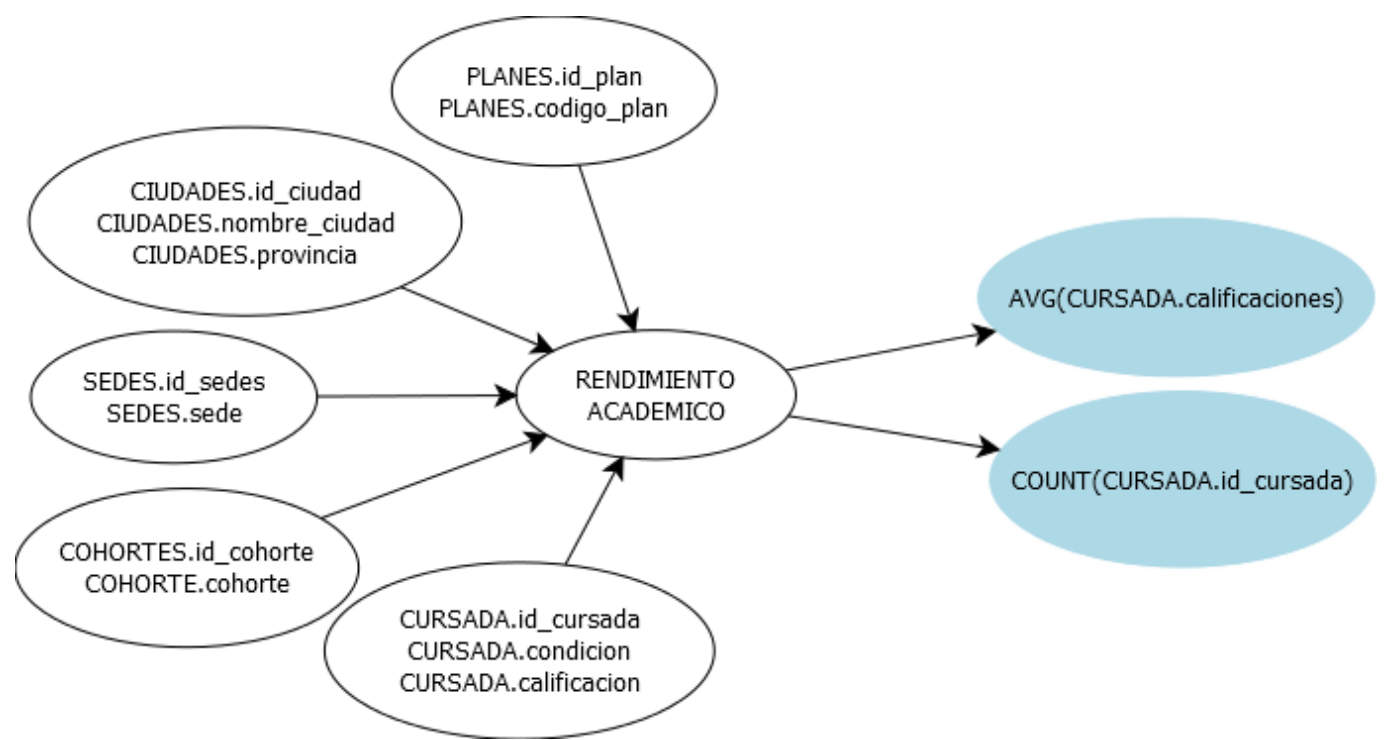 PLANES.id_plan
PLANES.codigo_plan
CIUDADES.id_ciudad
CIUDADES.nombre_ciudad
CIUDADES.provincia
SEDES.id_sedes
SEDES.sede
COHORTES.id_cohorte
COHORTE.cohorte
CURSADA.id_cursada
CURSADA.condicion
CURSADA.calificacion
RENDIMIENTO
ACADEMICO
AVG(CURSADA.calificaciones)
COUNT(CURSADA.id_cursada)